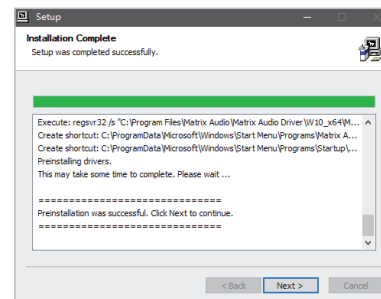 Setup
Installation Complete
Setup was completed successfully.
Execute: regsvr32 /s "C:\Program Files\Matrix Audio\Matrix Audio Driver\W10_x64\M...
Create shortcut: C:\ProgramData\Microsoft\Windows\Start Menu\Programs\Matrix A...
Create shortcut: C:\ProgramData\Microsoft\Windows\Start Menu\Programs\Startup\...
Preinstalling drivers.
This may take some time to complete. Please wait ...
==============================
Preinstallation was successful. Click Next to continue.
==============================
< Back
Next >
Cancel